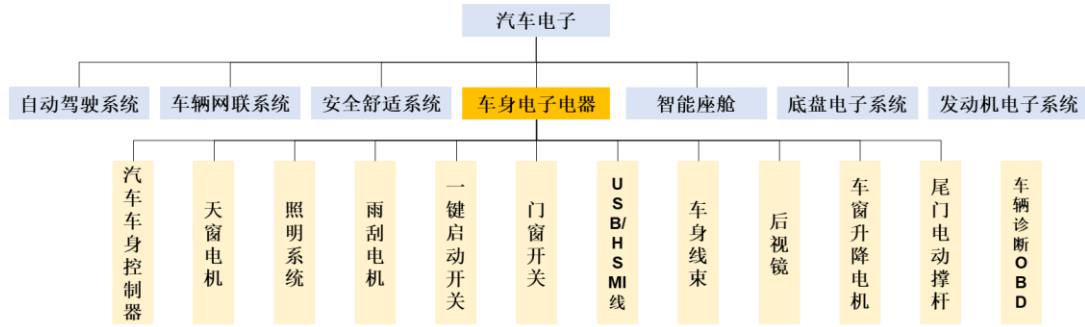 汽车电子
自动驾驶系统
车辆网联系统
安全舒适系统
车身电子电器
智能座舱
底盘电子系统
发动机电子系统
汽车车身控制器
天窗电机
照明系统
雨刮电机
一键启动开关
门窗开关
USB/HSMI线
车身线束
后视镜
车窗升降电机
尾门电动撑杆
车辆诊断OBD